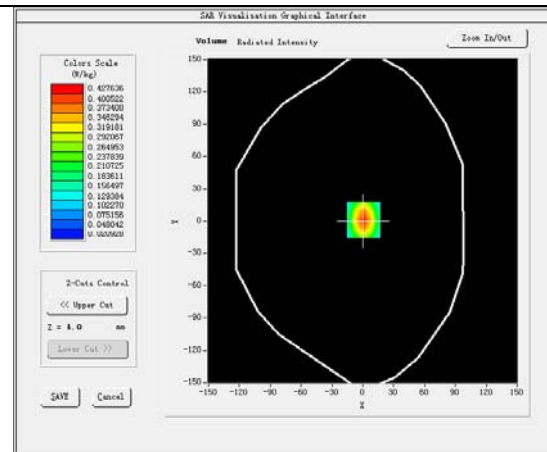 SAR Visualisation Graphical Interface
Colors Scale
(W/kg)
0.427636
0.400522
0.373408
0.346294
0.319181
0.292067
0.264953
0.237839
0.210725
0.183611
0.156497
0.129384
0.102270
0.075156
0.048042
Volume Radiated Intensity
Zoom In/Out
150
90
60
30
0
-30
-60
-90
-120
-150
Y
-150 -120 -90 -60 -30 0 30 60 90 120 150
X
Z-Cuts Control
<< Upper Cut
Z = 4.0 mm
Lower Cut >>
SAVE Cancel